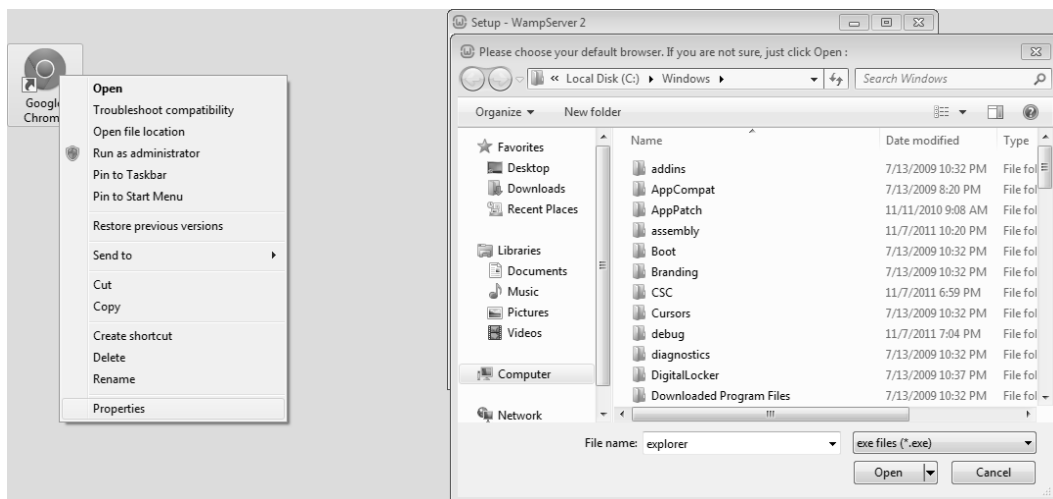 Google
Chrom
Open
Troubleshoot compatibility
Open file location
Run as administrator
Pin to Taskbar
Pin to Start Menu
Restore previous versions
Send to
Cut
Copy
Create shortcut
Delete
Rename
Properties
Setup - WampServer 2
Please choose your default browser. If you are not sure, just click Open :
« Local Disk (C:) ▸ Windows ▸
Search Windows
Organize ▾ New folder
Favorites
Desktop
Downloads
Recent Places
Libraries
Documents
Music
Pictures
Videos
Computer
Network
Name Date modified Type
addins 7/13/2009 10:32 PM File fol
AppCompat 7/13/2009 8:20 PM File fol
AppPatch 11/11/2010 9:08 AM File fol
assembly 11/7/2011 10:20 PM File fol
Boot 7/13/2009 10:32 PM File fol
Branding 7/13/2009 10:32 PM File fol
CSC 11/7/2011 6:59 PM File fol
Cursors 7/13/2009 10:32 PM File fol
debug 11/7/2011 7:04 PM File fol
diagnostics 7/13/2009 10:32 PM File fol
DigitalLocker 7/13/2009 10:37 PM File fol
Downloaded Program Files 7/13/2009 10:32 PM File fol
File name: explorer
exe files (*.exe)
Open Cancel